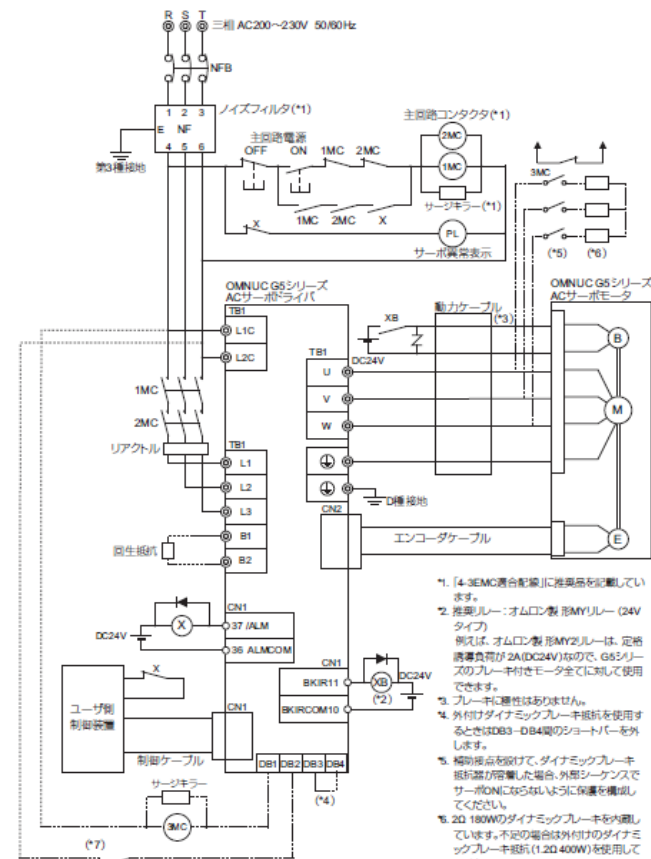 R S T
三相 AC200～230V 50/60Hz
NFB
1 2 3
ノイズフィルタ(*1)
E NF
4 5 6
第3種接地
主回路電源
OFF ON 1MC 2MC
主回路コンタクタ(*1)
2MC
1MC
サージキラー(*1)
1MC 2MC X
X
PL
サーボ異常表示
3MC
(*5) (*6)
OMNUC G5シリーズ
ACサーボドライバ
OMNUC G5シリーズ
ACサーボモータ
動力ケーブル
(*3)
XB
DC24V
B
TB1
L1C
L2C
TB1
U
V
W
M
1MC
2MC
リアクトル
TB1
L1
L2
L3
B1
B2
回生抵抗
D種接地
CN2
エンコーダケーブル
E
CN1
X
DC24V
37 /ALM
36 ALMCOM
CN1
BKIR11
BKIRCOM10
XB
(*2)
DC24V
X
ユーザ側
制御装置
CN1
制御ケーブル
DB1 DB2 DB3 DB4
(*4)
サージキラー
3MC
(*7)
*1. 「4-3EMC適合配線」に推奨品を記載してい
ます。
*2. 推奨リレー：オムロン製 形MYリレー (24V
タイプ)
例えば、オムロン製 形MY2リレーは、定格
誘導負荷が 2A(DC24V)なので、G5シリー
ズのブレーキ付きモータ全てに対して使用
できます。
*3. ブレーキに極性はありません。
*4. 外付けダイナミックブレーキ抵抗を使用す
るときはDB3－DB4間のショートバーを外
します。
*5. 補助接点を設けて、ダイナミックブレーキ
抵抗器が溶着した場合、外部シーケンスで
サーボONにならないように保護を構成し
てください。
*6. 2Ω 180Wのダイナミックブレーキを内蔵し
ています。不足の場合は外付けのダイナミ
ックブレーキ抵抗(1.2Ω 400W)を使用して